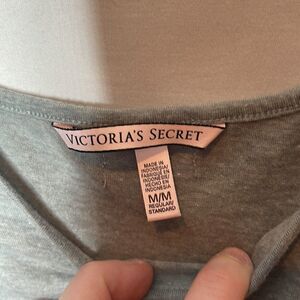 VICTORIA'S SECRET
MADE IN
INDONESIA/
FABRIQUÉ EN
INDONÉSIE/
HECHO EN
INDONESIA
M/M
REGULAR/
STANDARD